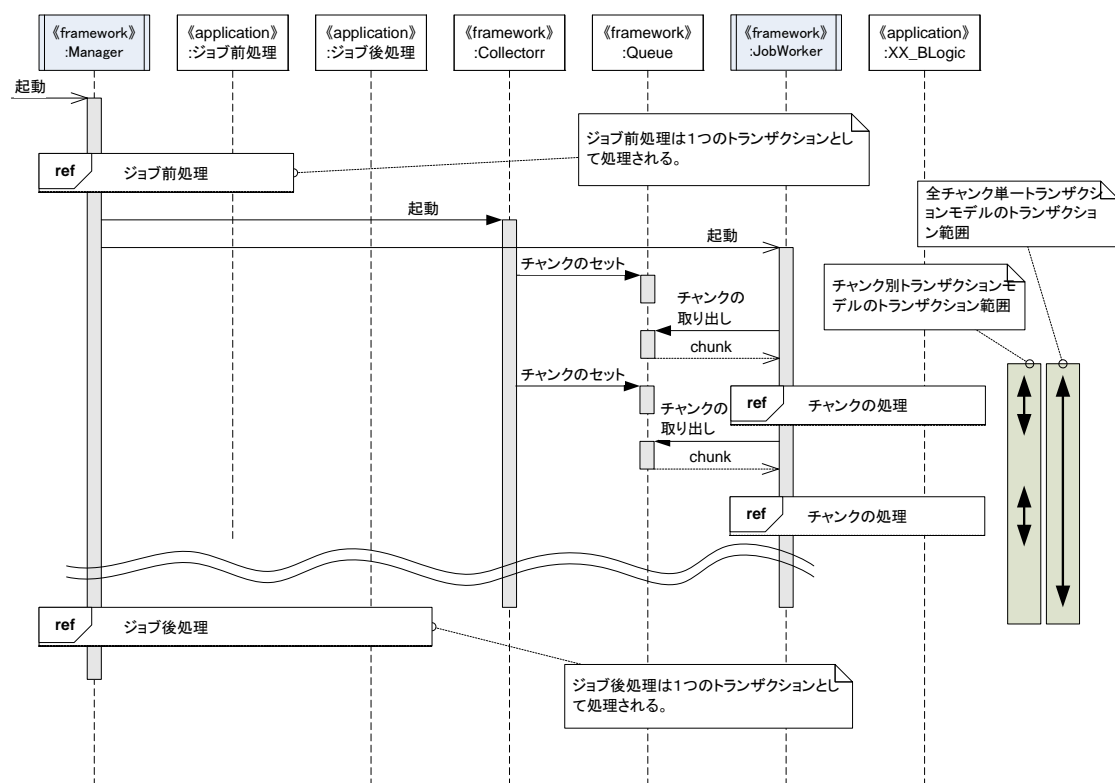 《framework》
:Manager
《application》
:ジョブ前処理
《application》
:ジョブ後処理
《framework》
:Collectorr
《framework》
:Queue
《framework》
:JobWorker
《application》
:XX_BLogic
起動
ジョブ前処理は１つのトランザクションとし
て処理される。
ref ジョブ前処理
全チャンク単一トランザクシ
ョンモデルのトランザクショ
ン範囲
起動
起動
チャンクのセット
チャンク別トランザクションモ
デルのトランザクション範囲
チャンクの
取り出し
chunk
チャンクのセット
ref チャンクの処理
チャンクの
取り出し
chunk
ref チャンクの処理
ref ジョブ後処理
ジョブ後処理は１つのトランザクションとし
て処理される。